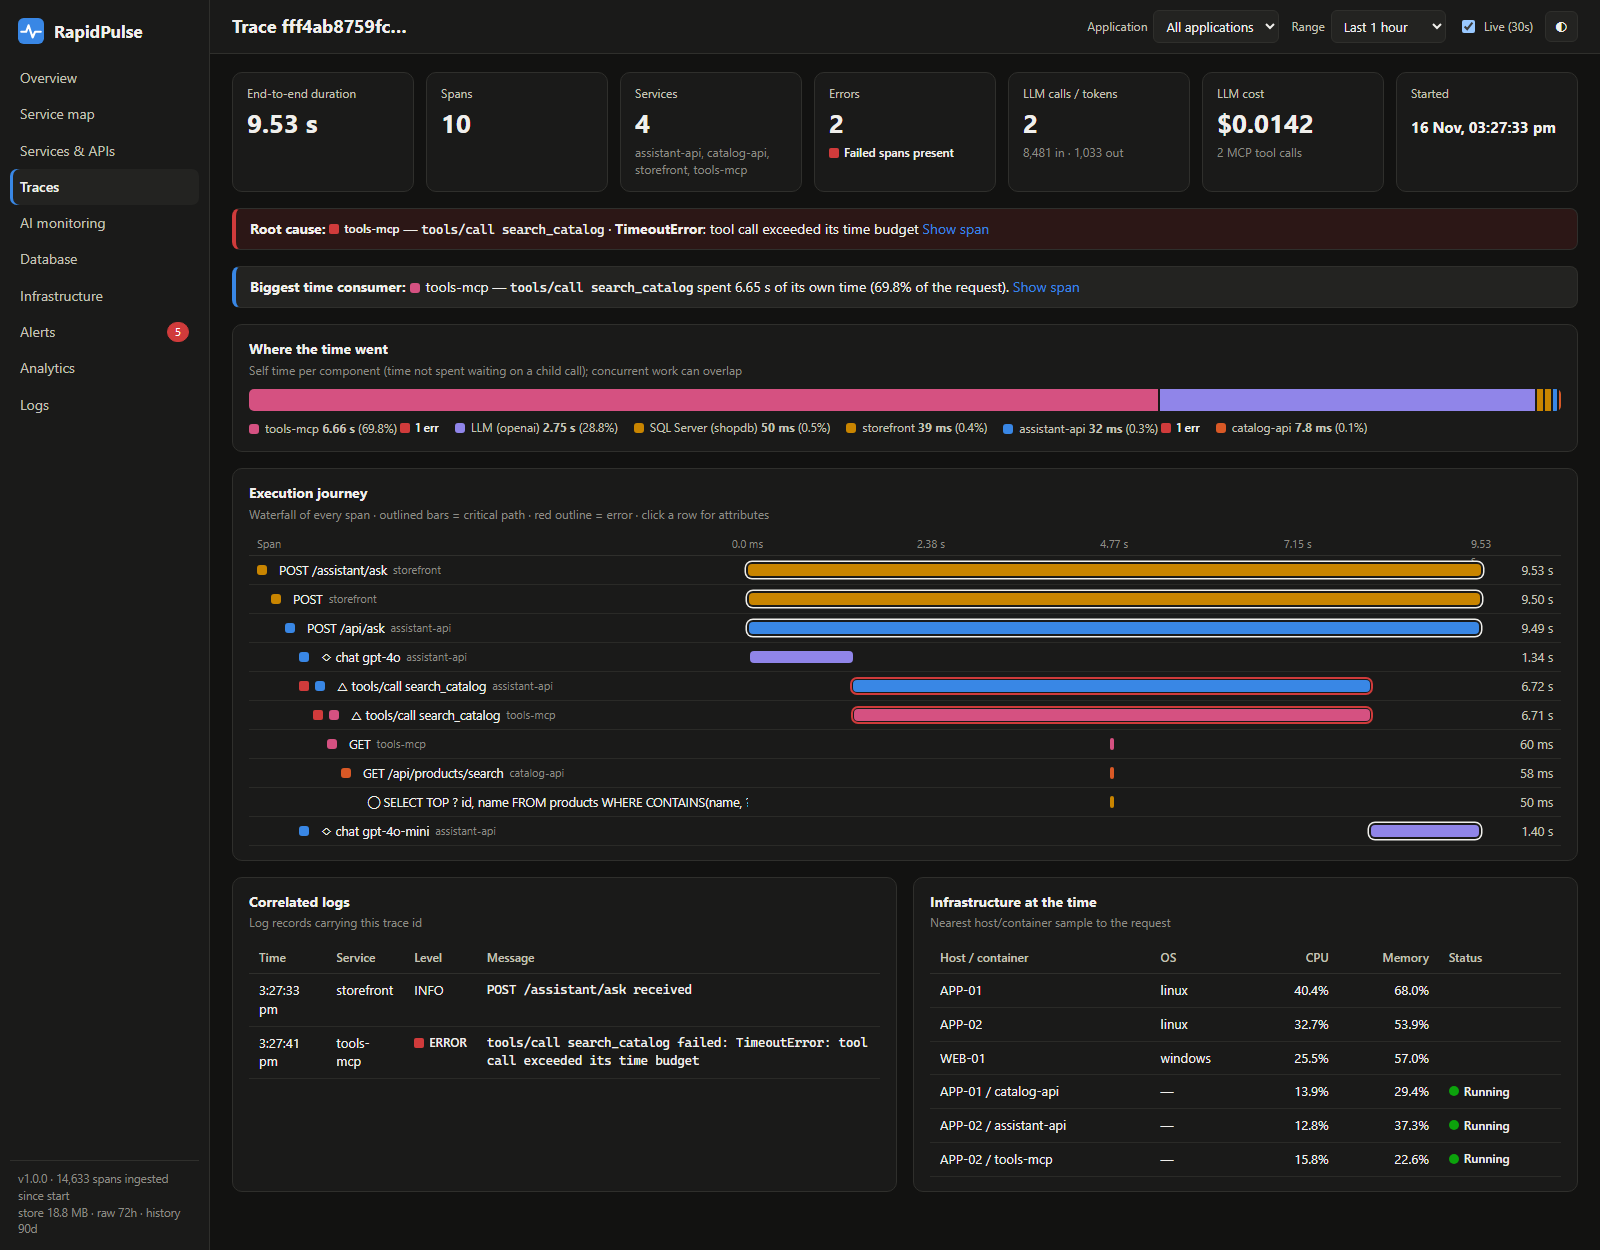 RapidPulse
Overview
Service map
Services & APIs
Traces
AI monitoring
Database
Infrastructure
Alerts 5
Analytics
Logs
v1.0.0 · 14,633 spans ingested
since start
store 18.8 MB · raw 72h · history
90d
Trace fff4ab8759fc...
Application All applications Range Last 1 hour Live (30s)
End-to-end duration
9.53 s
Spans
10
Services
4
assistant-api, catalog-api,
storefront, tools-mcp
Errors
2
Failed spans present
LLM calls / tokens
2
8,481 in · 1,033 out
LLM cost
$0.0142
2 MCP tool calls
Started
16 Nov, 03:27:33 pm
Root cause: tools-mcp — tools/call search_catalog · TimeoutError: tool call exceeded its time budget Show span
Biggest time consumer: tools-mcp — tools/call search_catalog spent 6.65 s of its own time (69.8% of the request). Show span
Where the time went
Self time per component (time not spent waiting on a child call); concurrent work can overlap
tools-mcp 6.66 s (69.8%) 1 err LLM (openai) 2.75 s (28.8%) SQL Server (shopdb) 50 ms (0.5%) storefront 39 ms (0.4%) assistant-api 32 ms (0.3%) 1 err catalog-api 7.8 ms (0.1%)
Execution journey
Waterfall of every span · outlined bars = critical path · red outline = error · click a row for attributes
Span 0.0 ms 2.38 s 4.77 s 7.15 s 9.53
POST /assistant/ask storefront 9.53 s
POST storefront 9.50 s
POST /api/ask assistant-api 9.49 s
◇ chat gpt-4o assistant-api 1.34 s
△ tools/call search_catalog assistant-api 6.72 s
△ tools/call search_catalog tools-mcp 6.71 s
GET tools-mcp 60 ms
GET /api/products/search catalog-api 58 ms
◯ SELECT TOP ? id, name FROM products WHERE CONTAINS(name, ? 50 ms
◇ chat gpt-4o-mini assistant-api 1.40 s
Correlated logs
Log records carrying this trace id
Time Service Level Message
3:27:33 pm storefront INFO POST /assistant/ask received
3:27:41 pm tools-mcp ERROR tools/call search_catalog failed: TimeoutError: tool
call exceeded its time budget
Infrastructure at the time
Nearest host/container sample to the request
Host / container OS CPU Memory Status
APP-01 linux 40.4% 68.0%
APP-02 linux 32.7% 53.9%
WEB-01 windows 25.5% 57.0%
APP-01 / catalog-api — 13.9% 29.4% Running
APP-02 / assistant-api — 12.8% 37.3% Running
APP-02 / tools-mcp — 15.8% 22.6% Running